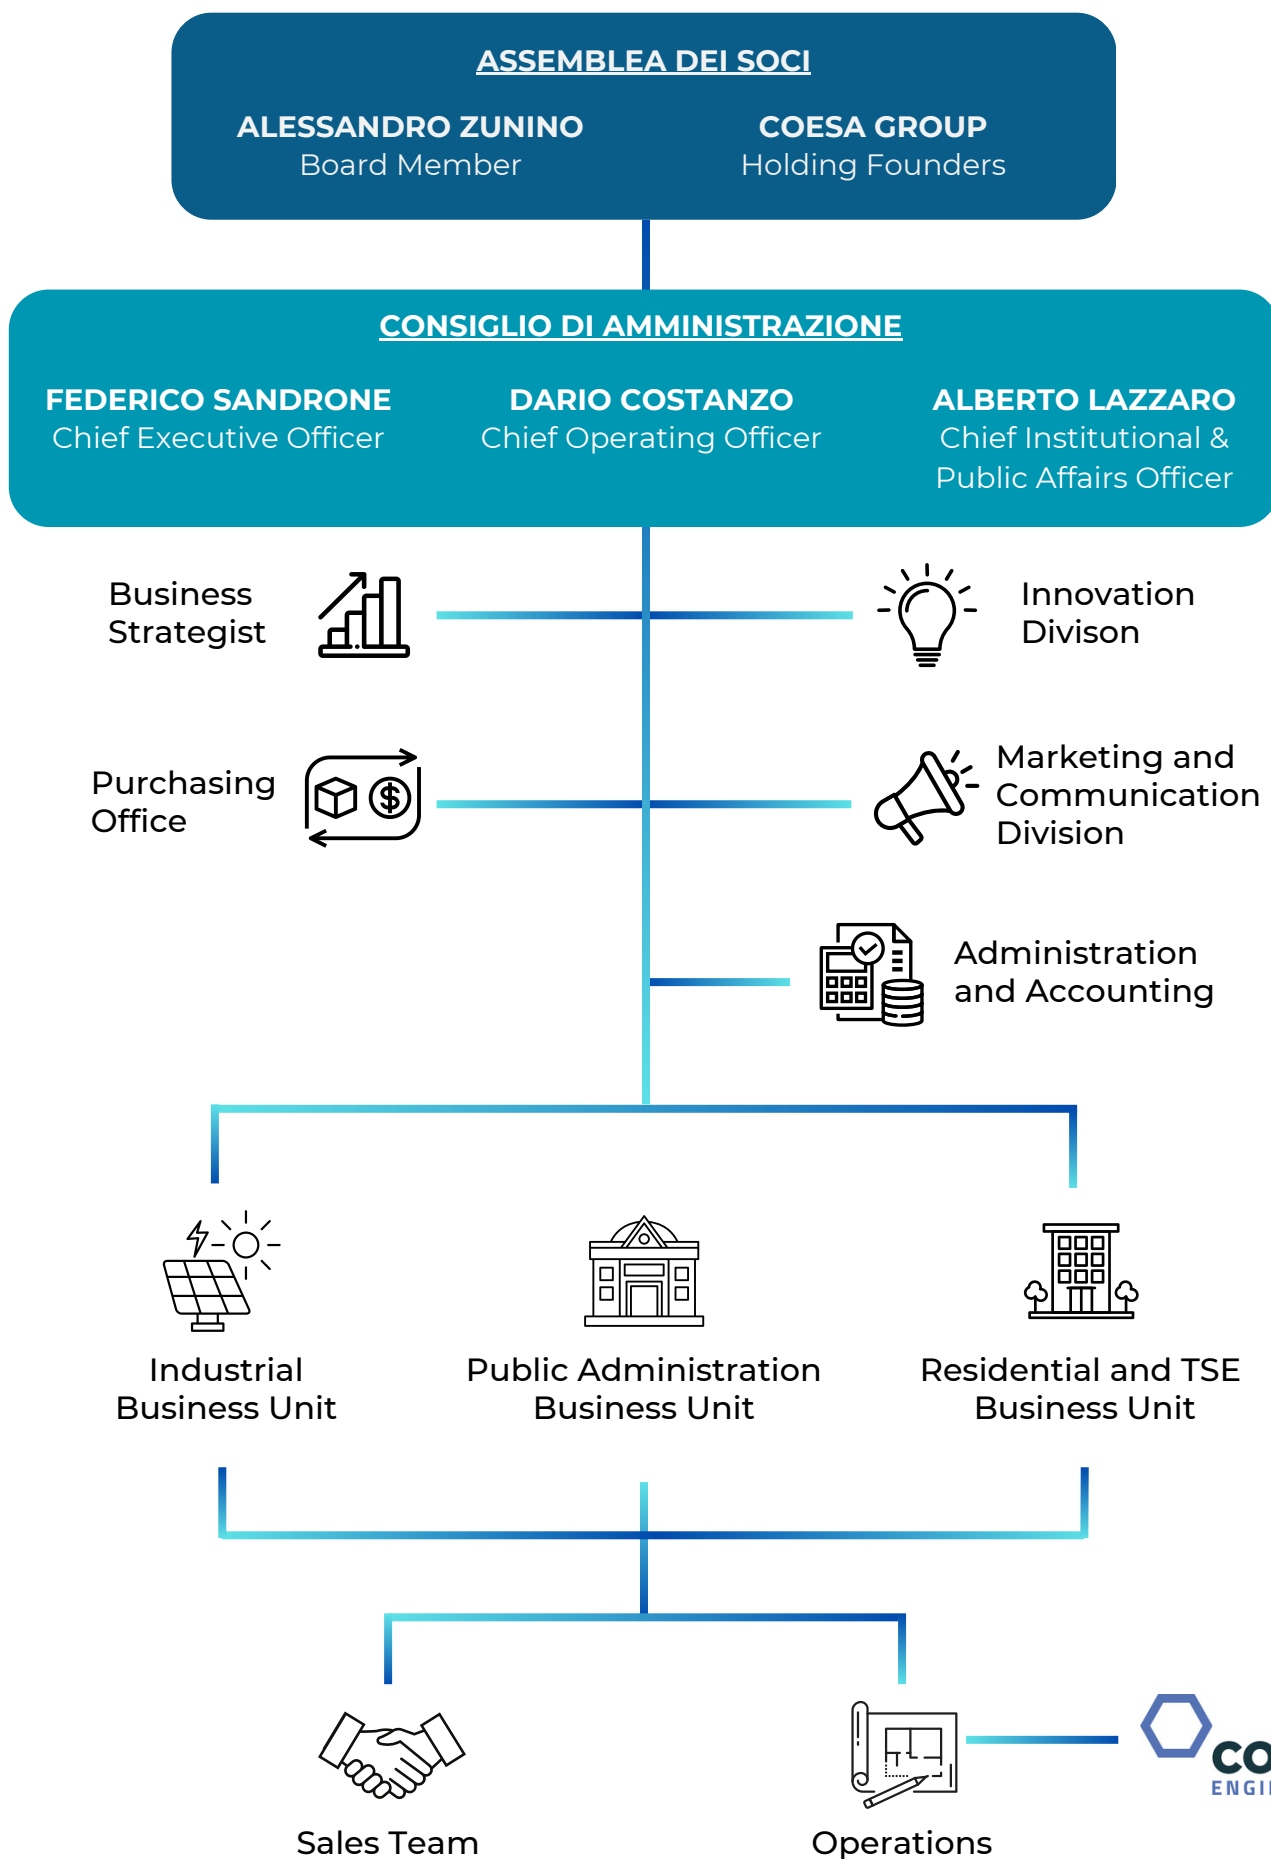 ASSEMBLEA DEI SOCI
ALESSANDRO ZUNINO
Board Member
COESA GROUP
Holding Founders
CONSIGLIO DI AMMINISTRAZIONE
FEDERICO SANDRONE
Chief Executive Officer
DARIO COSTANZO
Chief Operating Officer
ALBERTO LAZZARO
Chief Institutional &
Public Affairs Officer
Business
Strategist
Innovation
Divison
Purchasing
Office
Marketing and
Communication
Division
Administration
and Accounting
Industrial
Business Unit
Public Administration
Business Unit
Residential and TSE
Business Unit
Sales Team
Operations